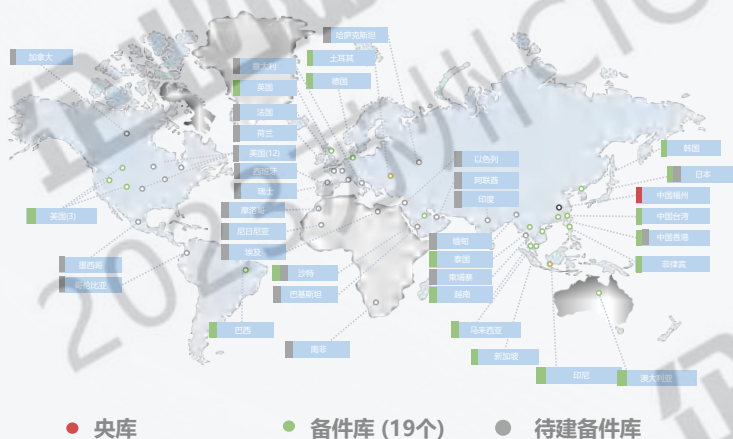 加拿大
哈萨克斯坦
土耳其
德国
意大利
英国
法国
荷兰
美国(12)
西班牙
瑞士
摩洛哥
尼日尼亚
埃及
以色列
阿联酋
印度
韩国
日本
中国福州
中国台湾
中国香港
菲律宾
美国(3)
墨西哥
哥伦比亚
沙特
巴基斯坦
缅甸
泰国
柬埔寨
越南
巴西
南非
马来西亚
新加坡
印尼
澳大利亚
央库
备件库 (19个)
待建备件库